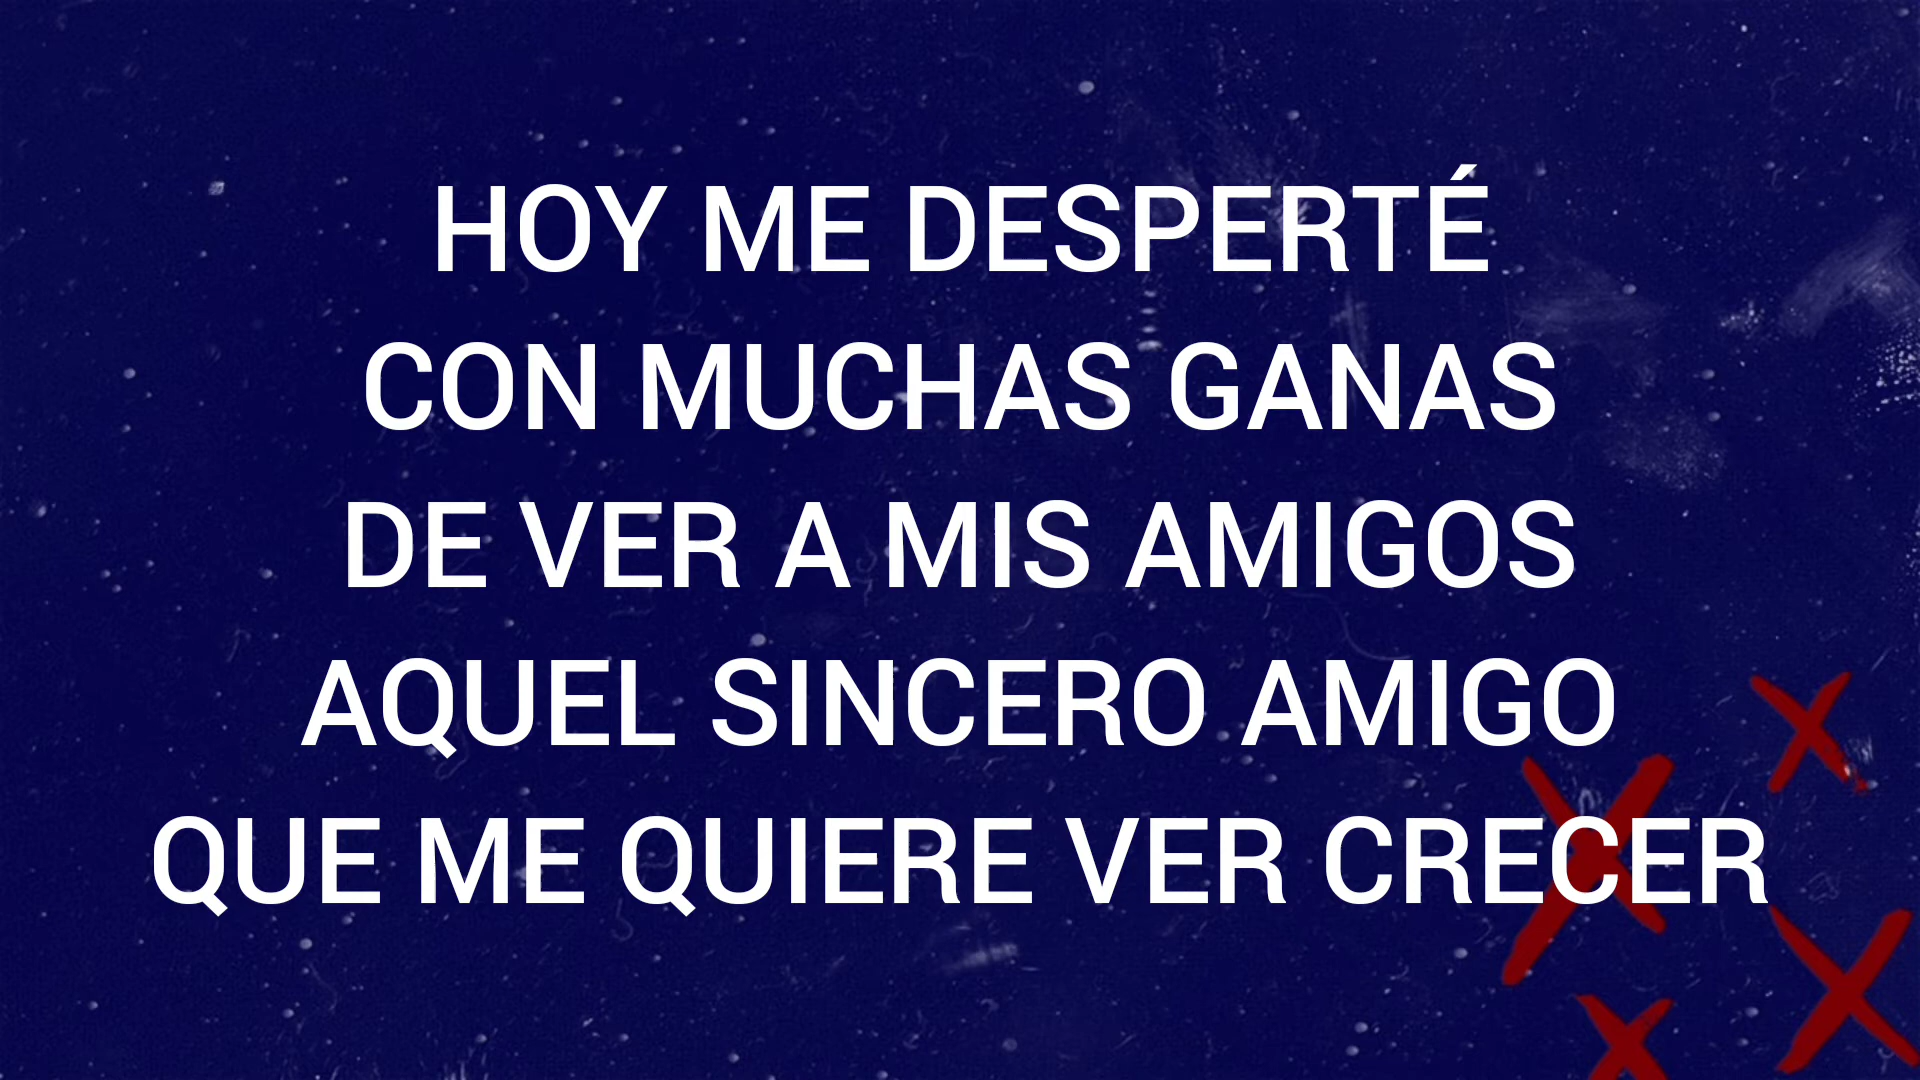 HOY ME DESPERTÉ
CON MUCHAS GANAS
DE VER A MIS AMIGOS
AQUEL SINCERO AMIGO
QUE ME QUIERE VER CRECER